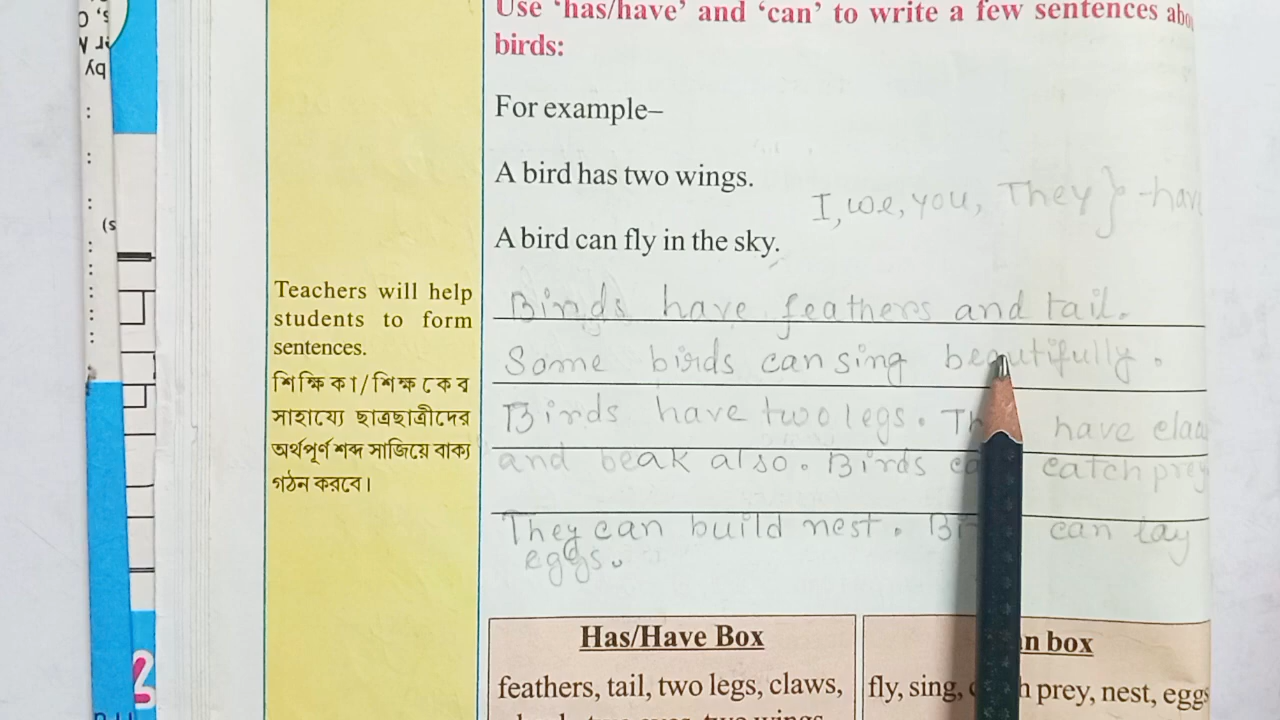 Use 'has/have' and 'can' to write a few sentences
birds:
For example–
A bird has two wings.
I, we, you, They } -
A bird can fly in the sky.
Birds have feathers and tail.
Some birds can sing beautifully.
Birds have two legs. have
and beak also. Birds catch prey
They can build nest. can lay
eggs.
Teachers will help
students to form
sentences.
শিক্ষিকা/শিক্ষকের
সাহায্যে ছাত্রছাত্রীদের
অর্থপূর্ণ শব্দ সাজিয়ে বাক্য
গঠন করবে।
Has/Have Box
feathers, tail, two legs, claws,
box
fly, sing, prey, nest, eggs
by